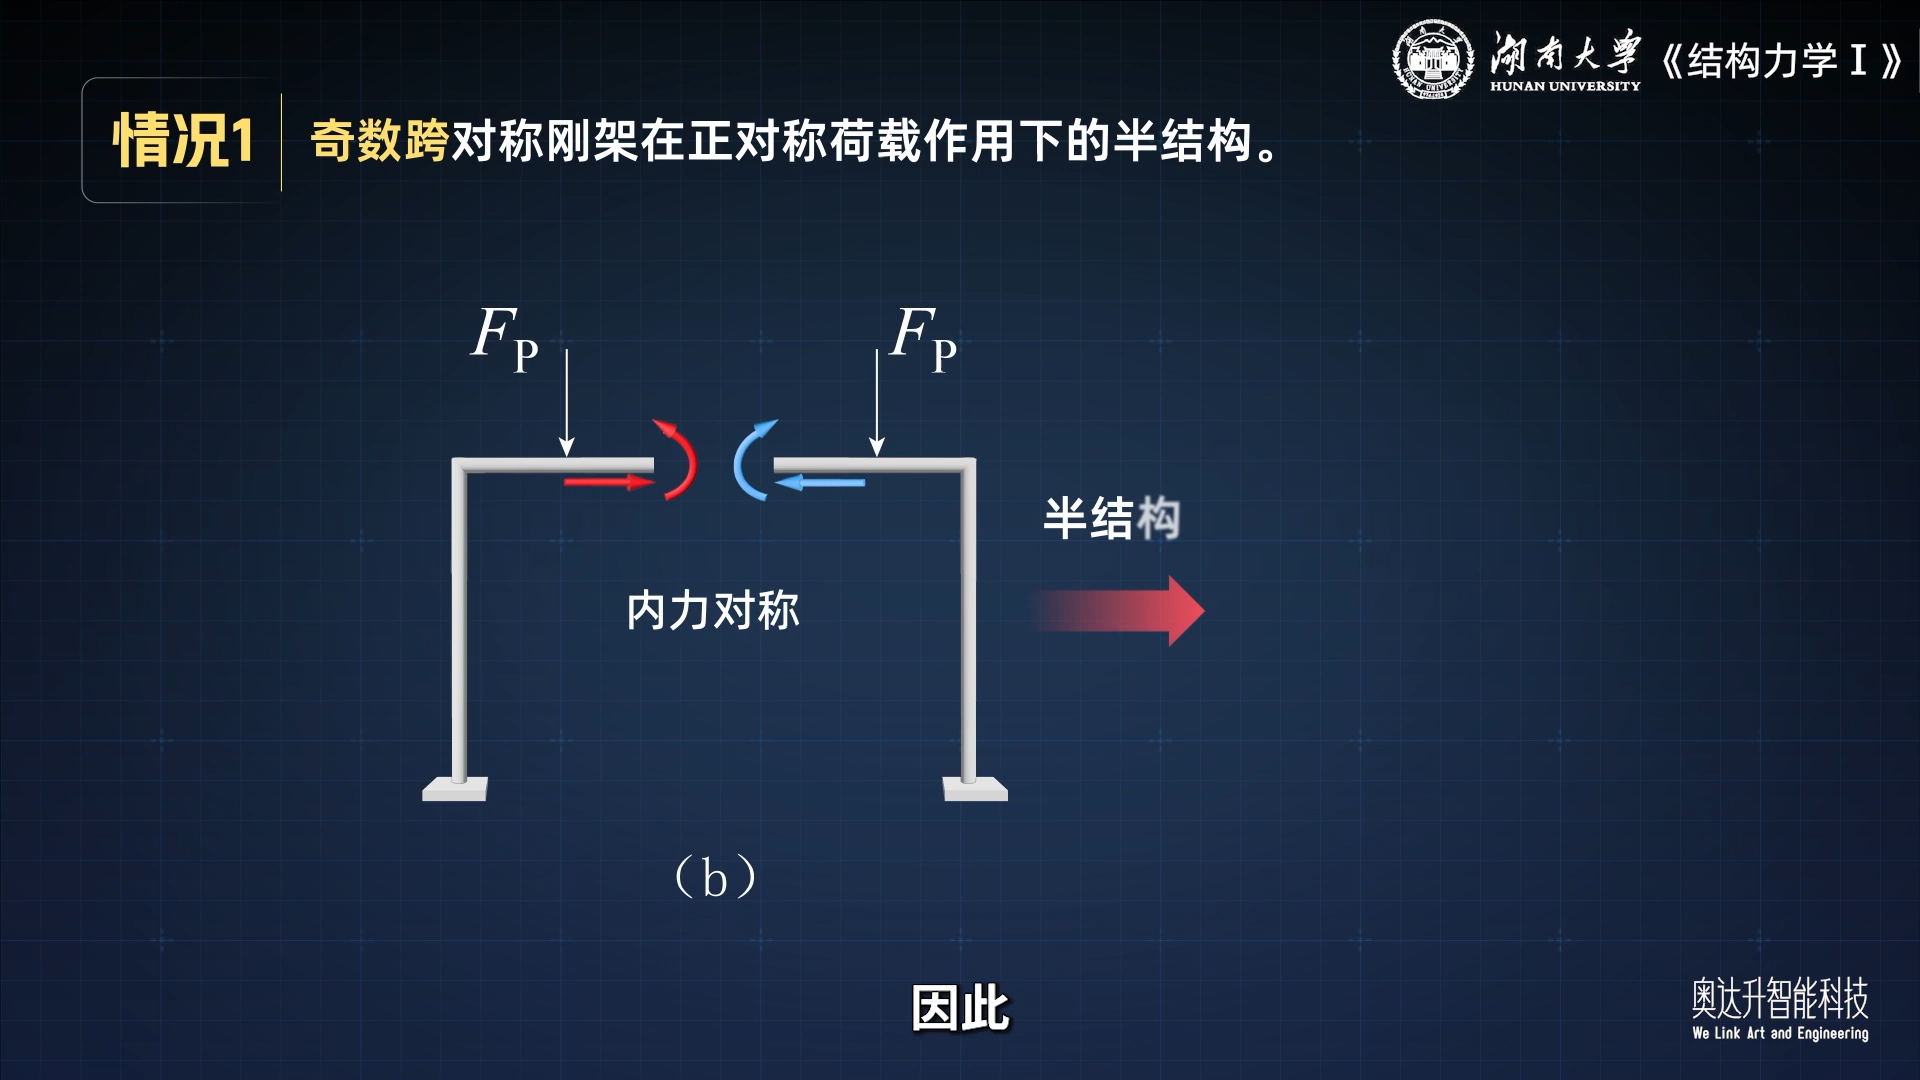 湖南大学
HUNAN UNIVERSITY
《结构力学 I 》
情况1
奇数跨对称刚架在正对称荷载作用下的半结构。
FP
FP
半结构
内力对称
（b）
因此
奥达升智能科技
We Link Art and Engineering